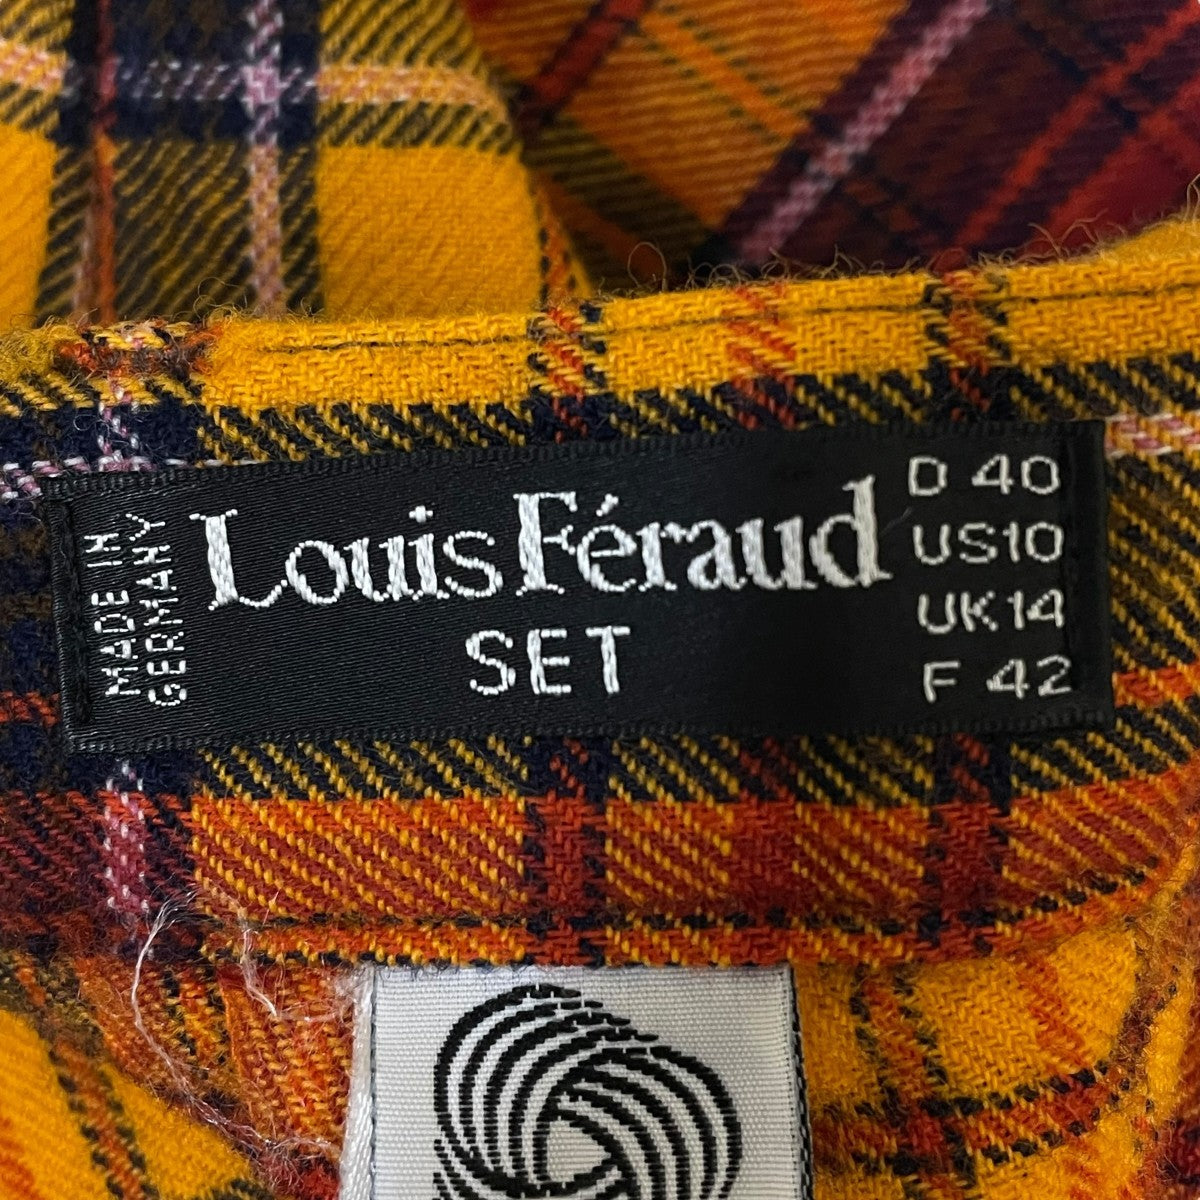 MADE IN
GERMANY
Louis Féraud
SET
D 40
US10
UK14
F 42